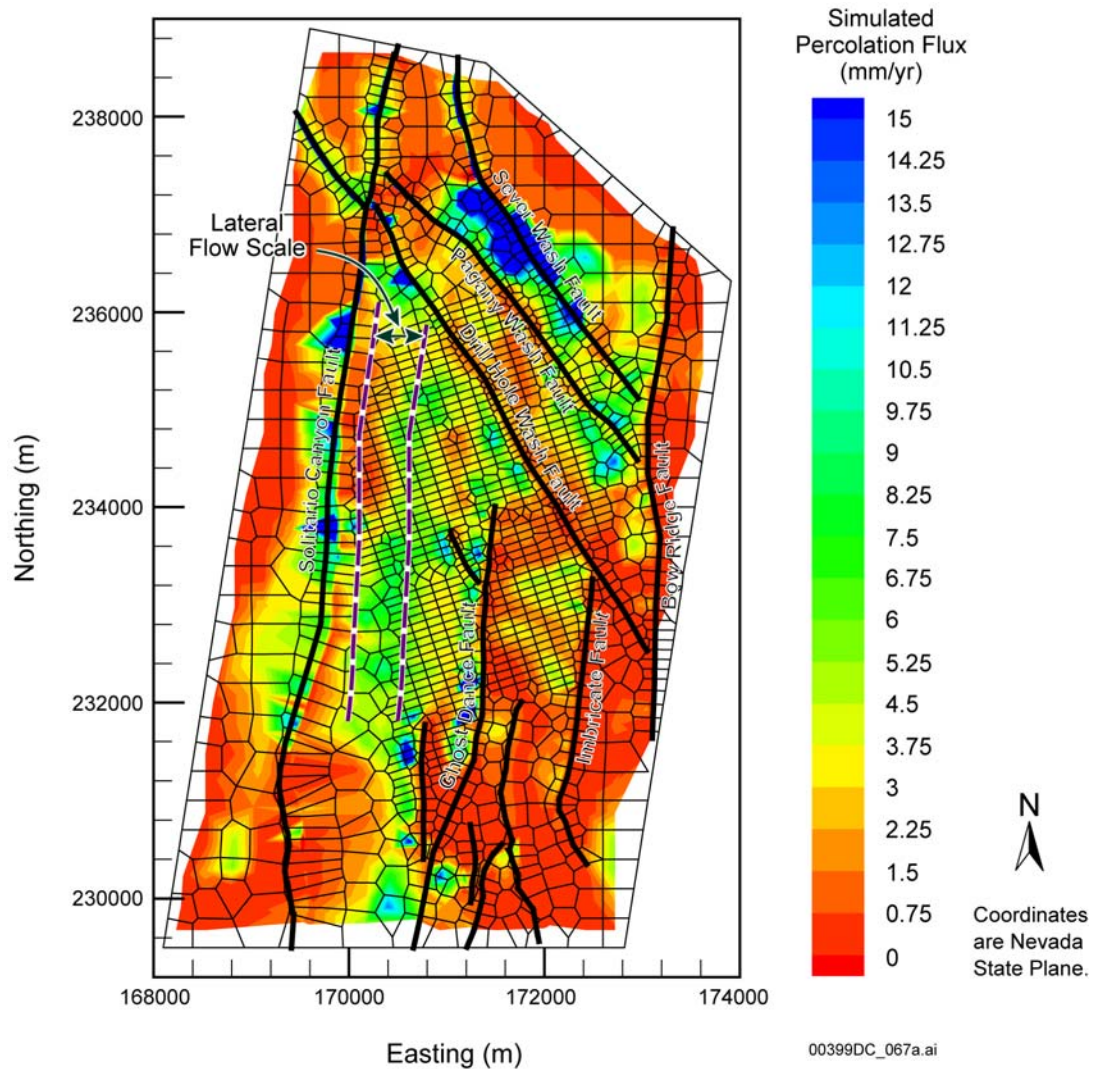 Simulated
Percolation Flux
(mm/yr)
15
14.25
13.5
12.75
12
11.25
10.5
9.75
9
8.25
7.5
6.75
6
5.25
4.5
3.75
3
2.25
1.5
0.75
0
238000
236000
234000
232000
230000
Northing (m)
Lateral
Flow Scale
Sever Wash Fault
Pagany Wash Fault
Drill Hole Wash Fault
Solitario Canyon Fault
Bow Ridge Fault
Ghost Dance Fault
Imbricate Fault
168000
170000
172000
174000
Easting (m)
N
Coordinates
are Nevada
State Plane.
00399DC_067a.ai